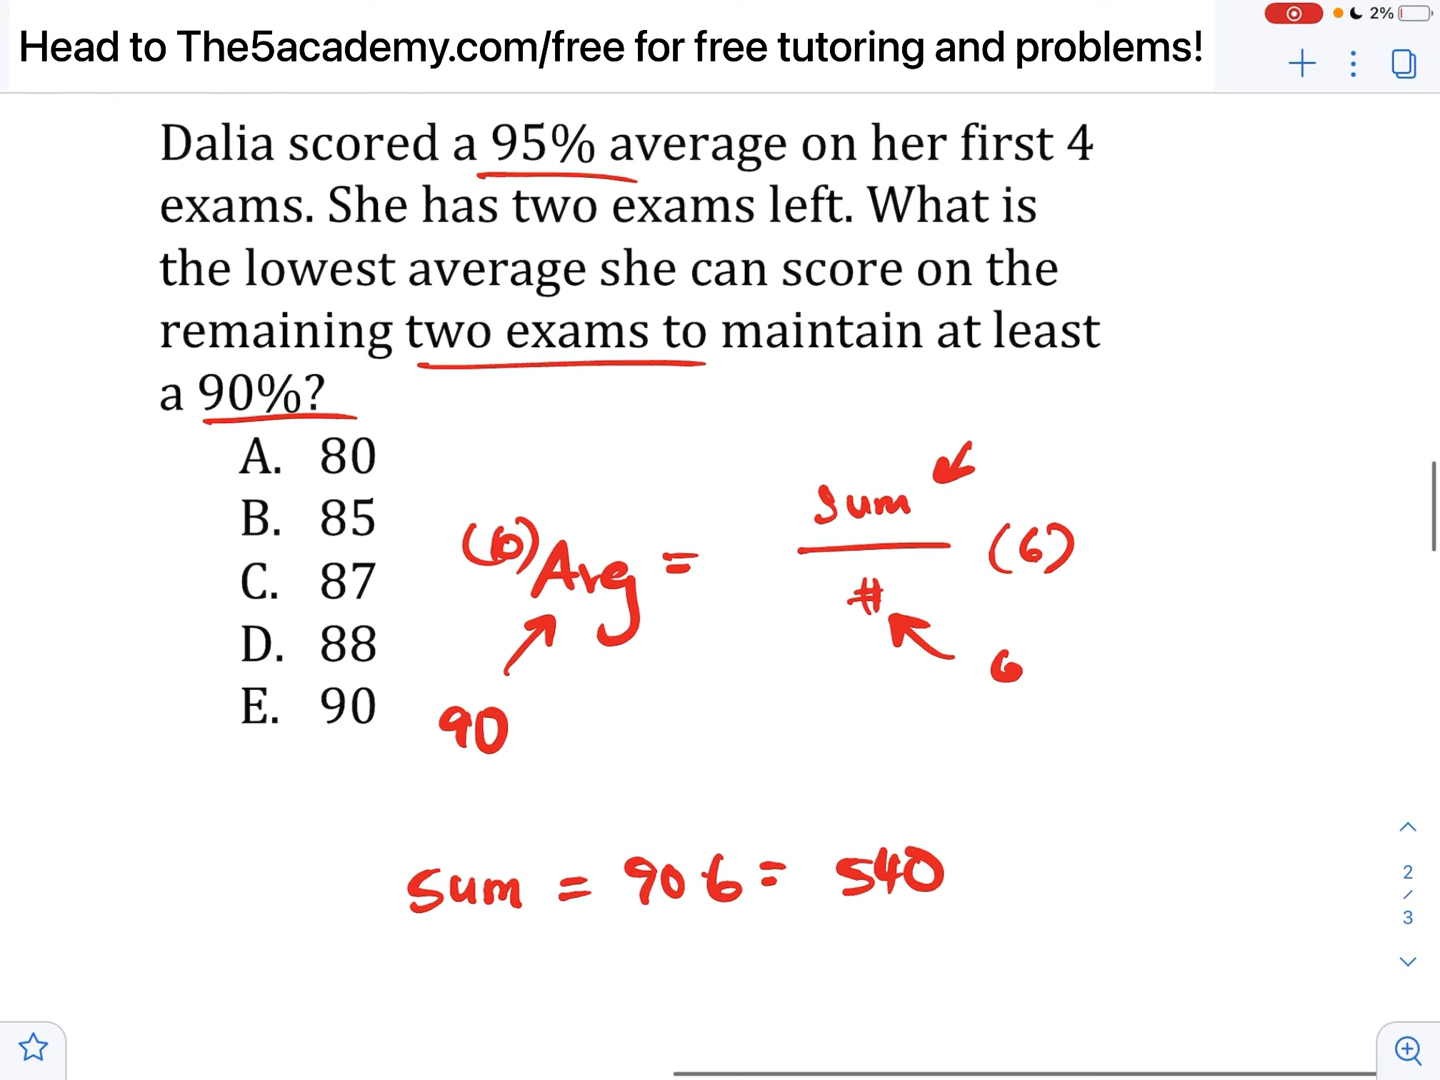 2%
Head to The5academy.com/free for free tutoring and problems!
Dalia scored a 95% average on her first 4
exams. She has two exams left. What is
the lowest average she can score on the
remaining two exams to maintain at least
a 90%?
A. 80
B. 85
C. 87
D. 88
E. 90
(6) Avg = sum / # (6)
90
6
sum = 90 6 = 540
2
/
3